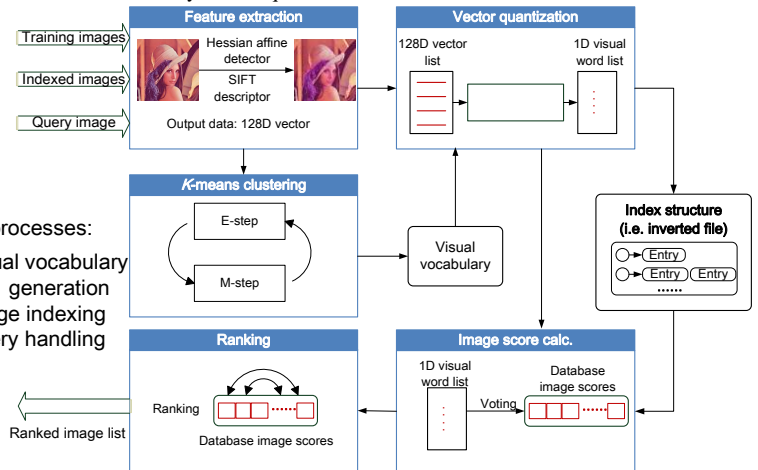 Feature extraction
Training images
Indexed images
Query image
Hessian affine
detector
SIFT
descriptor
Output data: 128D vector
Vector quantization
128D vector
list
1D visual
word list
K-means clustering
E-step
M-step
Visual
vocabulary
Index structure
(i.e. inverted file)
Entry
Entry Entry
......
processes:
vocabulary
generation
indexing
handling
Ranking
Ranking
Database image scores
Ranked image list
Image score calc.
1D visual
word list
Voting
Database
image scores